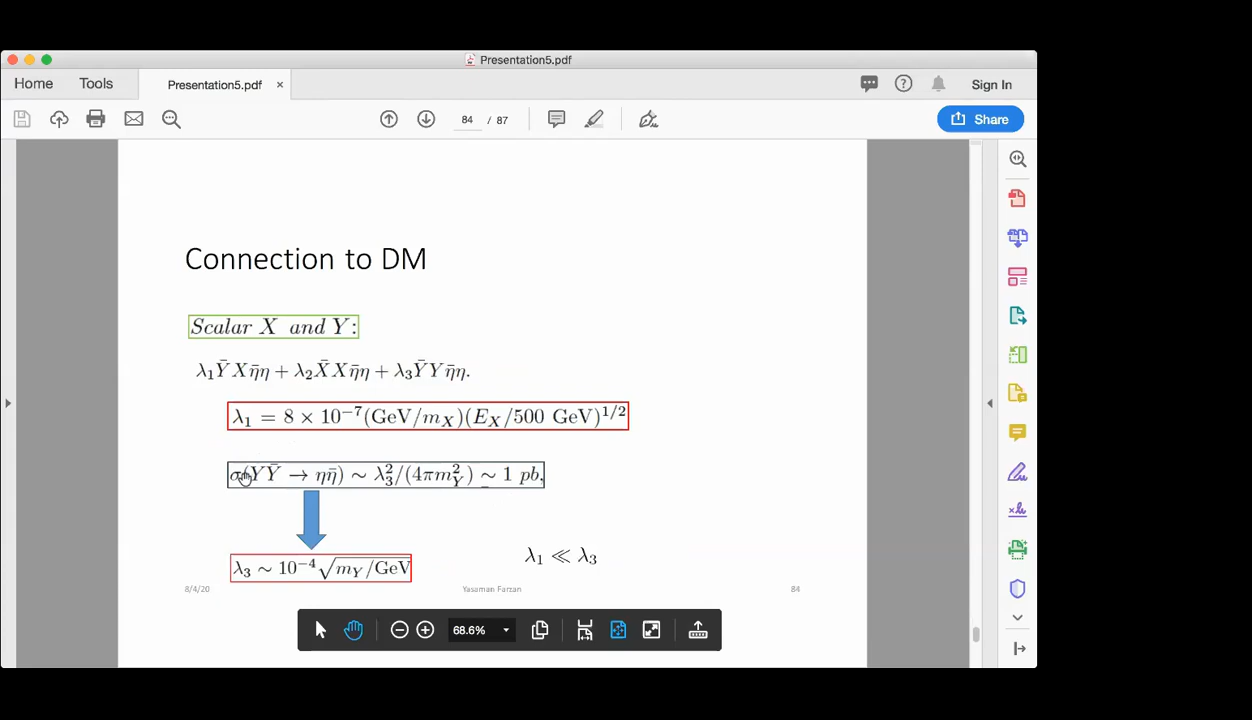 Presentation5.pdf
Home Tools Presentation5.pdf × Sign In
84 / 87 Share
Connection to DM
Scalar X and Y:
λ₁ȲXη̄η + λ₂X̄Xη̄η + λ₃ȲYη̄η.
λ₁ = 8 × 10⁻⁷(GeV/m_X)(E_X/500 GeV)^{1/2}
σ(YȲ → ηη̄) ∼ λ₃²/(4πm_Y²) ∼ 1 pb,
λ₁ ≪ λ₃
λ₃ ∼ 10⁻⁴√(m_Y/GeV)
8/4/20 Yasaman Farzan 84
68.6%